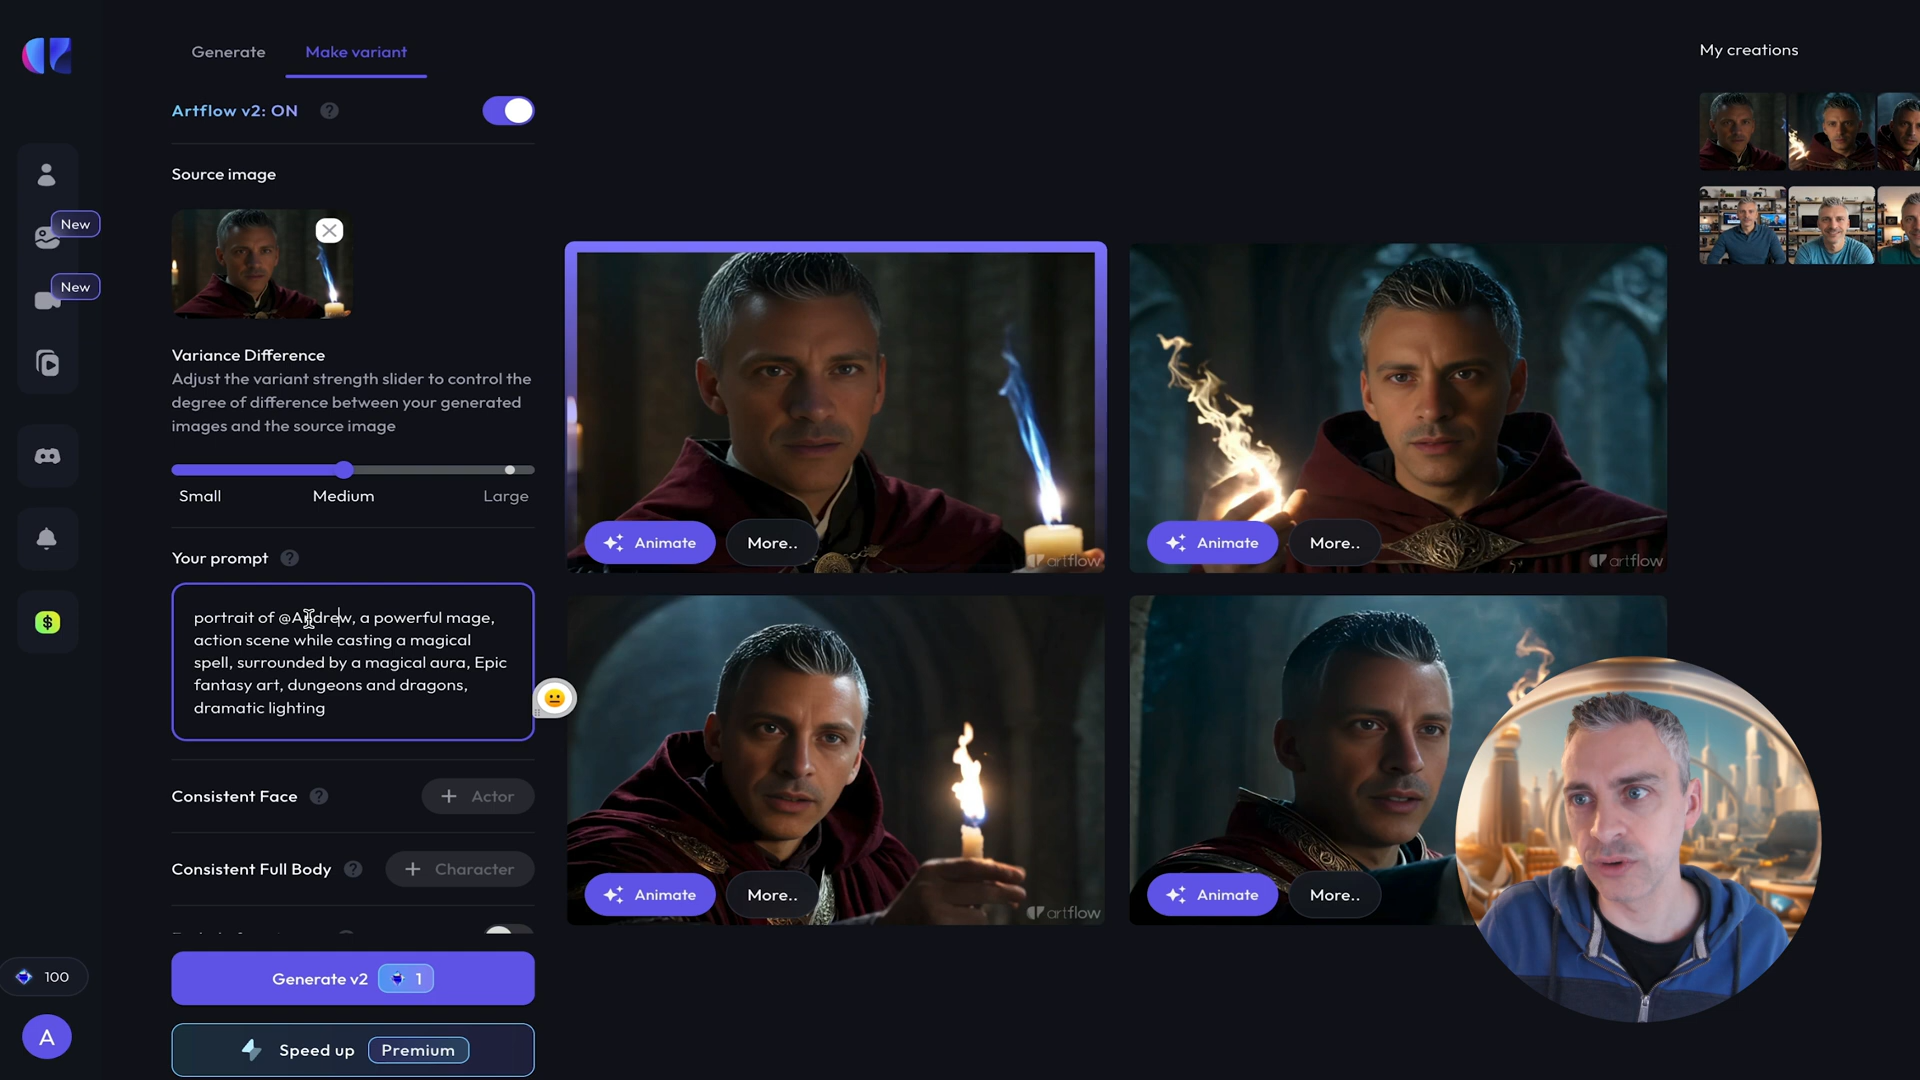 Generate Make variant
My creations
Artflow v2: ON ?
Source image
New
New
Variance Difference
Adjust the variant strength slider to control the
degree of difference between your generated
images and the source image
Small Medium Large
Animate More.. artflow
Animate More.. artflow
Your prompt ?
portrait of @Andrew, a powerful mage,
action scene while casting a magical
spell, surrounded by a magical aura, Epic
fantasy art, dungeons and dragons,
dramatic lighting
$
Consistent Face ? + Actor
Consistent Full Body ? + Character
Animate More.. artflow
Animate More..
100
Generate v2 1
A
Speed up Premium